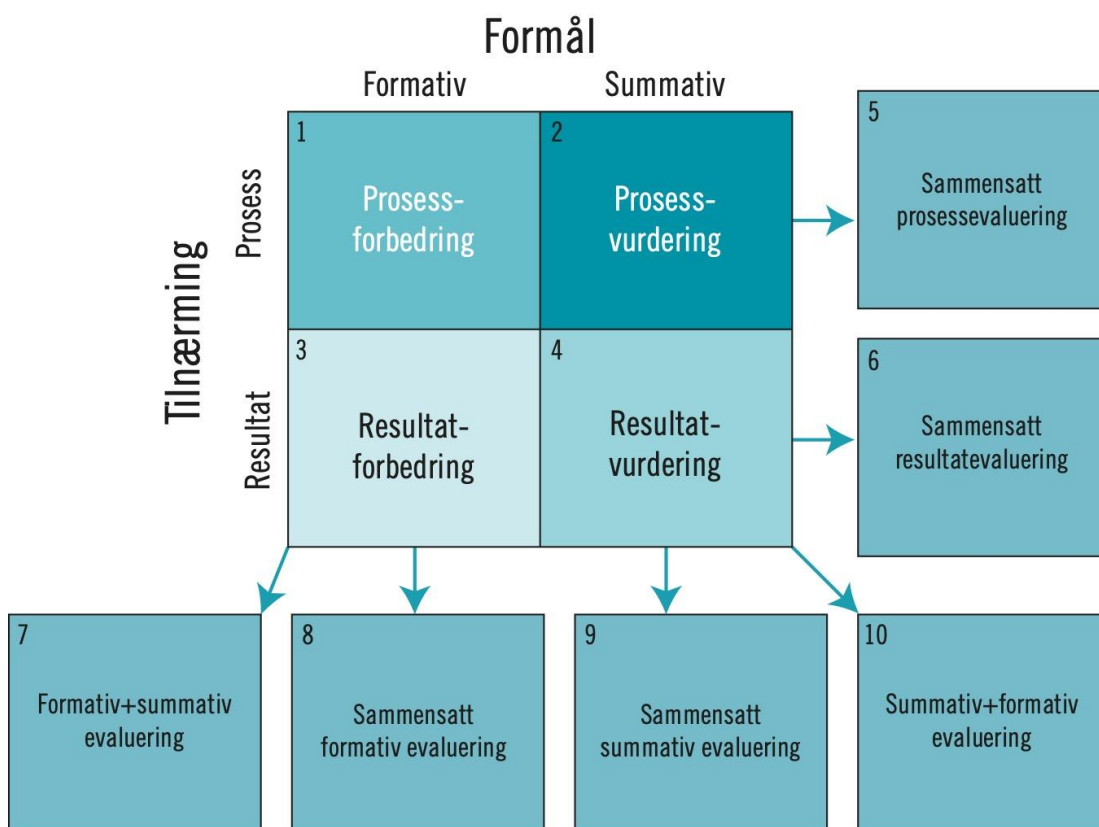 Formål
Formativ
Summativ
Tilnærming
Prosess
1
Prosess-
forbedring
2
Prosess-
vurdering
5
Sammensatt
prosessevaluering
Resultat
3
Resultat-
forbedring
4
Resultat-
vurdering
6
Sammensatt
resultatevaluering
7
Formativ+summativ
evaluering
8
Sammensatt
formativ evaluering
9
Sammensatt
summativ evaluering
10
Summativ+formativ
evaluering